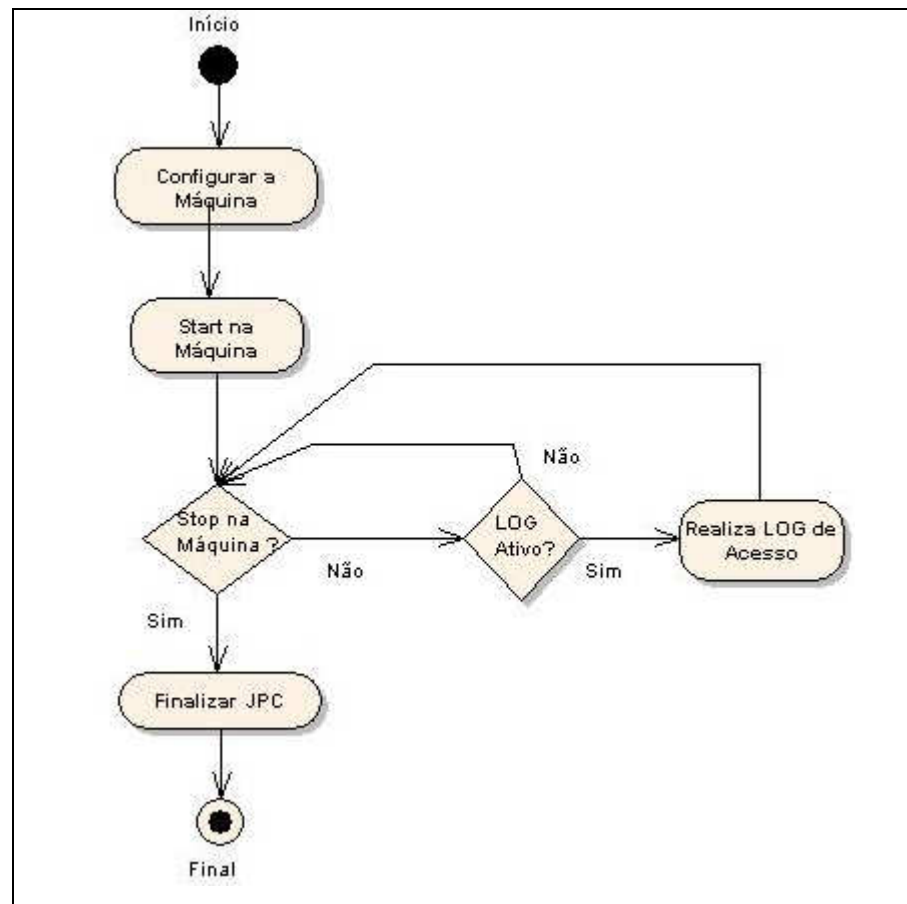 Início
Configurar a
Máquina
Start na
Máquina
Não
Stop na
Máquina ?
LOG
Ativo?
Realiza LOG de
Acesso
Não
Sim
Sim
Finalizar JPC
Final